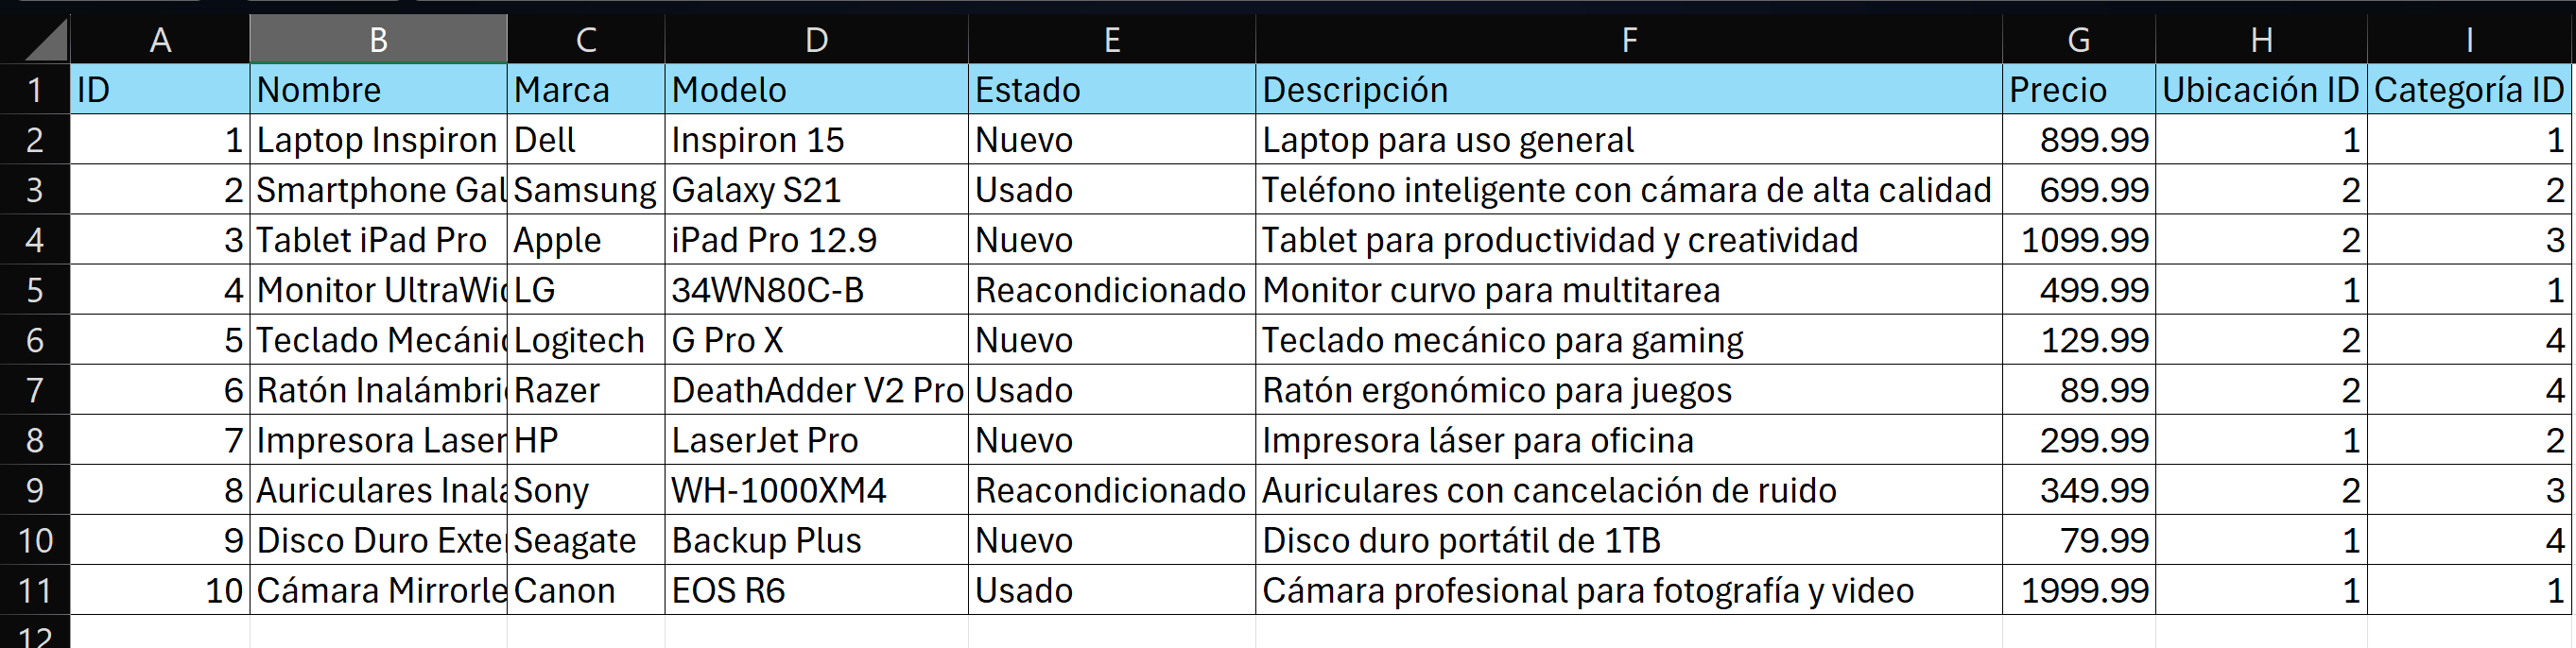 A B C D E F G H I
1 ID Nombre Marca Modelo Estado Descripción Precio Ubicación ID Categoría ID
2 1 Laptop Inspiron Dell Inspiron 15 Nuevo Laptop para uso general 899.99 1 1
3 2 Smartphone Gal Samsung Galaxy S21 Usado Teléfono inteligente con cámara de alta calidad 699.99 2 2
4 3 Tablet iPad Pro Apple iPad Pro 12.9 Nuevo Tablet para productividad y creatividad 1099.99 2 3
5 4 Monitor UltraWi LG 34WN80C-B Reacondicionado Monitor curvo para multitarea 499.99 1 1
6 5 Teclado Mecáni Logitech G Pro X Nuevo Teclado mecánico para gaming 129.99 2 4
7 6 Ratón Inalámbri Razer DeathAdder V2 Pro Usado Ratón ergonómico para juegos 89.99 2 4
8 7 Impresora Laser HP LaserJet Pro Nuevo Impresora láser para oficina 299.99 1 2
9 8 Auriculares Inal Sony WH-1000XM4 Reacondicionado Auriculares con cancelación de ruido 349.99 2 3
10 9 Disco Duro Exte Seagate Backup Plus Nuevo Disco duro portátil de 1TB 79.99 1 4
11 10 Cámara Mirrorle Canon EOS R6 Usado Cámara profesional para fotografía y video 1999.99 1 1
12